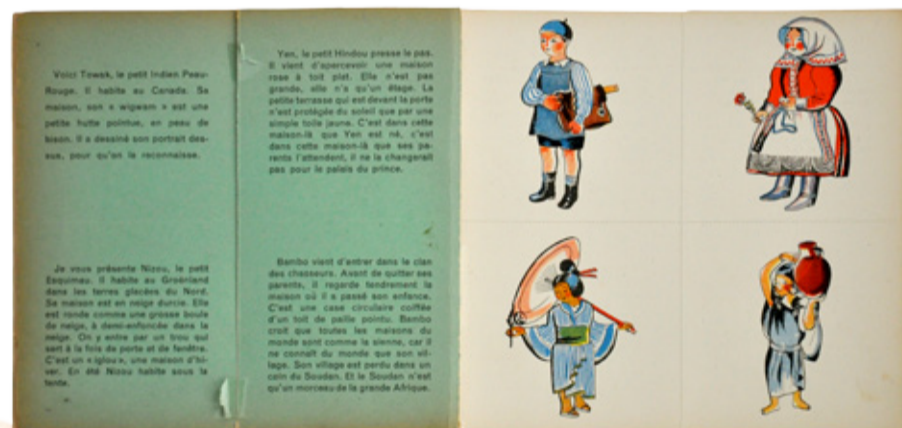 Voici Towak, le petit Indien Peau-
Rouge. Il habite au Canada. Sa
maison, son « wigwam » est une
petite hutte pointue, en peau de
bison. Il a dessiné son portrait des-
sus, pour qu'on la reconnaisse.
Yen, le petit Hindou presse le pas.
Il vient d'apercevoir une maison
rose à toit plat. Elle n'est pas
grande, elle n'a qu'un étage. La
petite terrasse qui est devant la porte
n'est protégée du soleil que par une
simple toile jaune. C'est dans cette
maison-là que Yen est né, c'est
dans cette maison-là que ses pa-
rents l'attendent, il ne la changerait
pas pour le palais du prince.
Je vous présente Nizou, le petit
Esquimau. Il habite au Groënland
dans les terres glacées du Nord.
Sa maison est en neige durcie. Elle
est ronde comme une grosse boule
de neige, à demi-enfoncée dans la
neige. On y entre par un trou qui
sert à la fois de porte et de fenêtre.
C'est un « iglou », une maison d'hi-
ver. En été Nizou habite sous la
tente.
Bambo vient d'entrer dans le clan
des chasseurs. Avant de quitter ses
parents, il regarde tendrement la
maison où il a passé son enfance.
C'est une case circulaire coiffée
d'un toit de paille pointu. Bambo
croit que toutes les maisons du
monde sont comme la sienne, car il
ne connaît du monde que son vil-
lage. Son village est perdu dans un
coin du Soudan. Et le Soudan n'est
qu'un morceau de la grande Afrique.